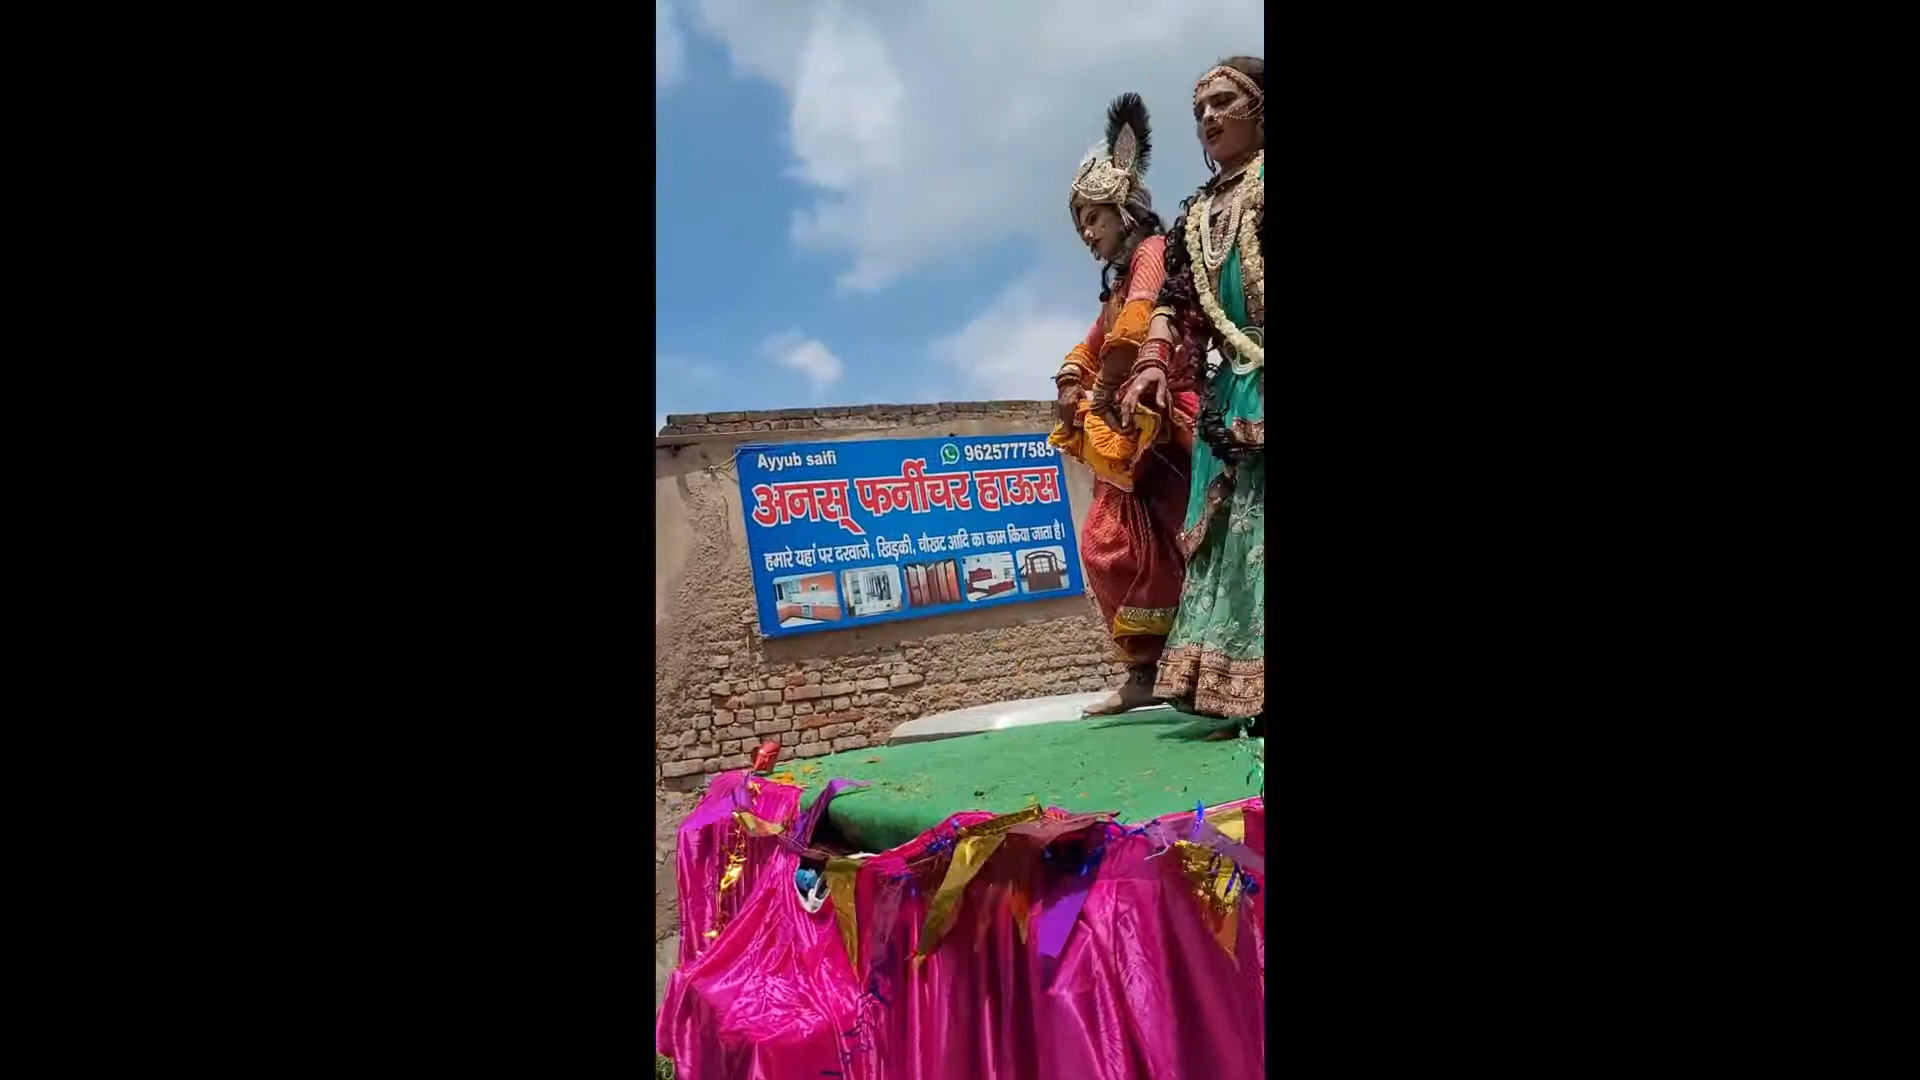 Ayyub saifi 9625777585
अनस् फर्नीचर हाऊस
हमारे यहां पर दरवाजे, खिड़की, चौखट आदि का काम किया जाता है।